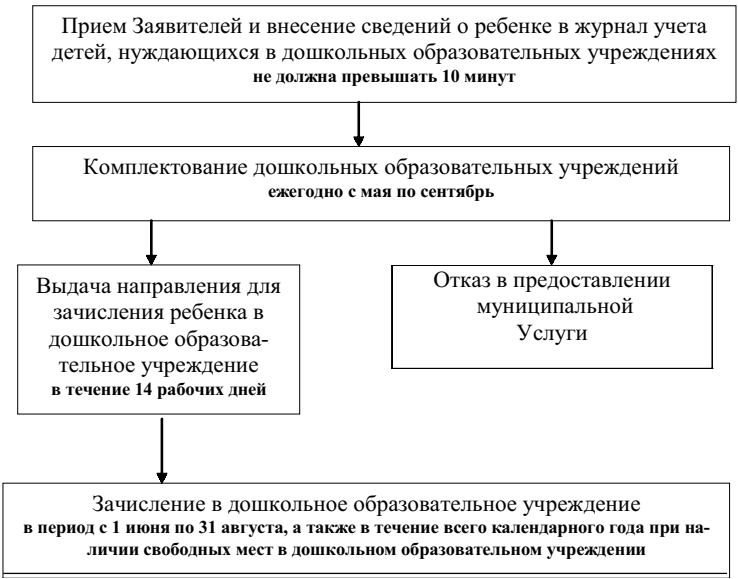 Прием Заявителей и внесение сведений о ребенке в журнал учета
детей, нуждающихся в дошкольных образовательных учреждениях
не должна превышать 10 минут
Комплектование дошкольных образовательных учреждений
ежегодно с мая по сентябрь
Выдача направления для
зачисления ребенка в
дошкольное образова-
тельное учреждение
в течение 14 рабочих дней
Отказ в предоставлении
муниципальной
Услуги
Зачисление в дошкольное образовательное учреждение
в период с 1 июня по 31 августа, а также в течение всего календарного года при на-
личии свободных мест в дошкольном образовательном учреждении